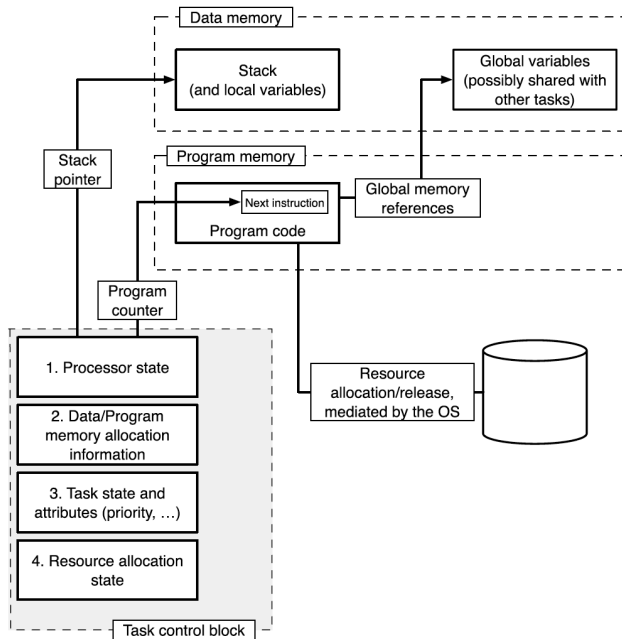 Data memory
Stack
(and local variables)
Global variables
(possibly shared with
other tasks)
Stack
pointer
Program memory
Next instruction
Program code
Global memory
references
Program
counter
1. Processor state
2. Data/Program
memory allocation
information
3. Task state and
attributes (priority, …)
4. Resource allocation
state
Task control block
Resource
allocation/release,
mediated by the OS